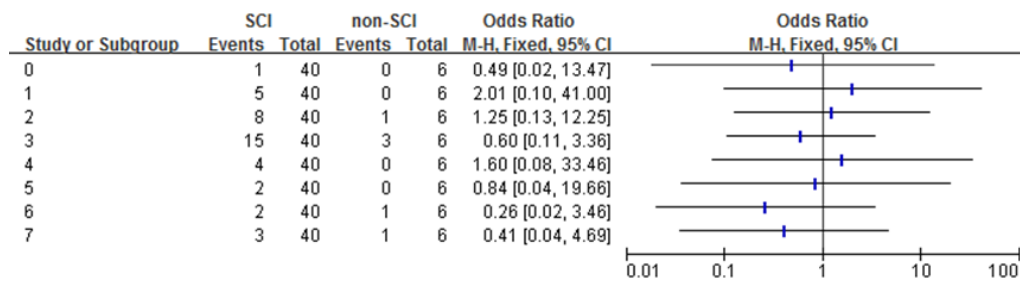 SCI non-SCI Odds Ratio Odds Ratio
Study or Subgroup Events Total Events Total M-H, Fixed, 95% CI M-H, Fixed, 95% CI
0 1 40 0 6 0.49 [0.02, 13.47]
1 5 40 0 6 2.01 [0.10, 41.00]
2 8 40 1 6 1.25 [0.13, 12.25]
3 15 40 3 6 0.60 [0.11, 3.36]
4 4 40 0 6 1.60 [0.08, 33.46]
5 2 40 0 6 0.84 [0.04, 19.66]
6 2 40 1 6 0.26 [0.02, 3.46]
7 3 40 1 6 0.41 [0.04, 4.69]
0.01 0.1 1 10 100